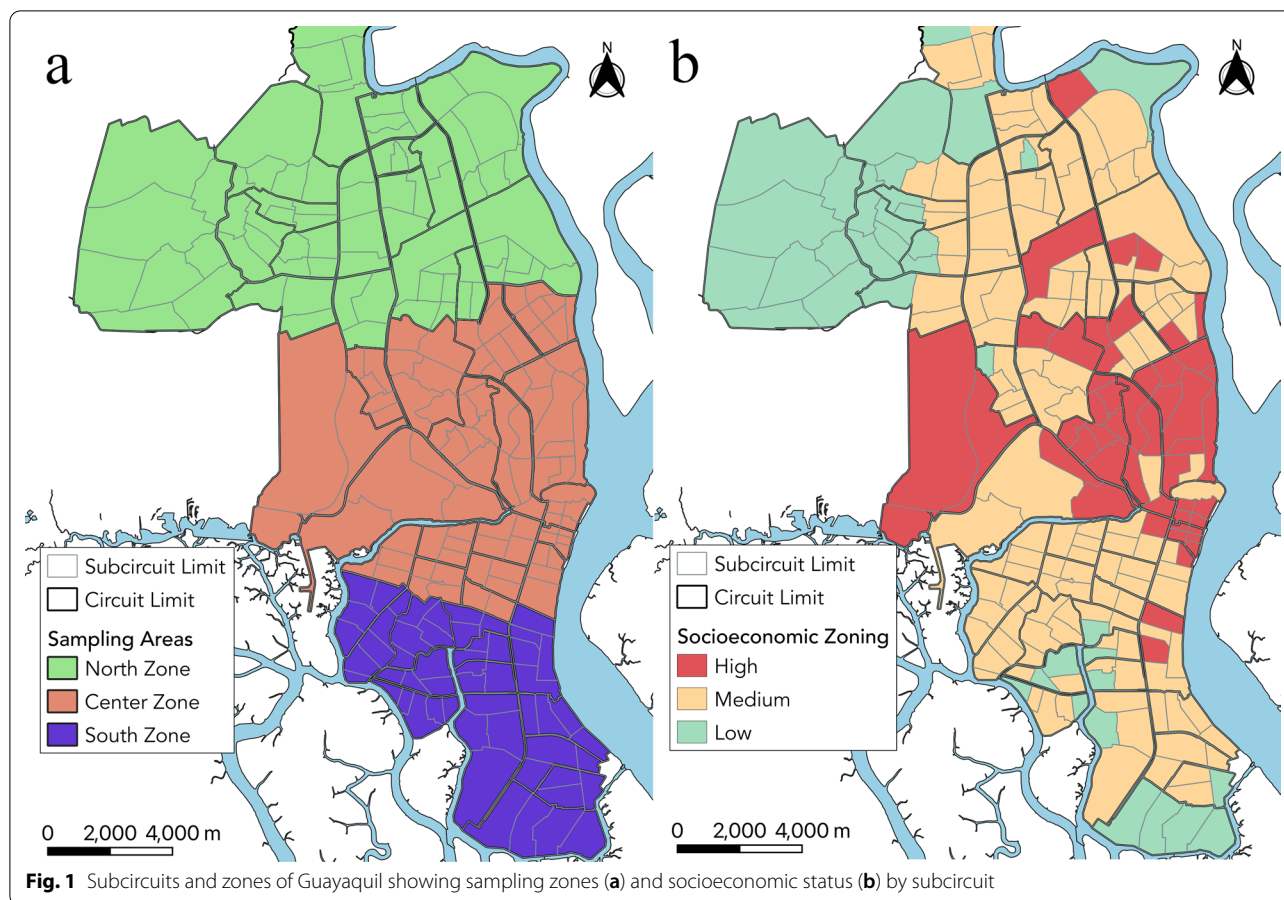 a
N
Subcircuit Limit
Circuit Limit
Sampling Areas
North Zone
Center Zone
South Zone
0 2,000 4,000 m
b
N
Subcircuit Limit
Circuit Limit
Socioeconomic Zoning
High
Medium
Low
0 2,000 4,000 m
Fig. 1 Subcircuits and zones of Guayaquil showing sampling zones (a) and socioeconomic status (b) by subcircuit